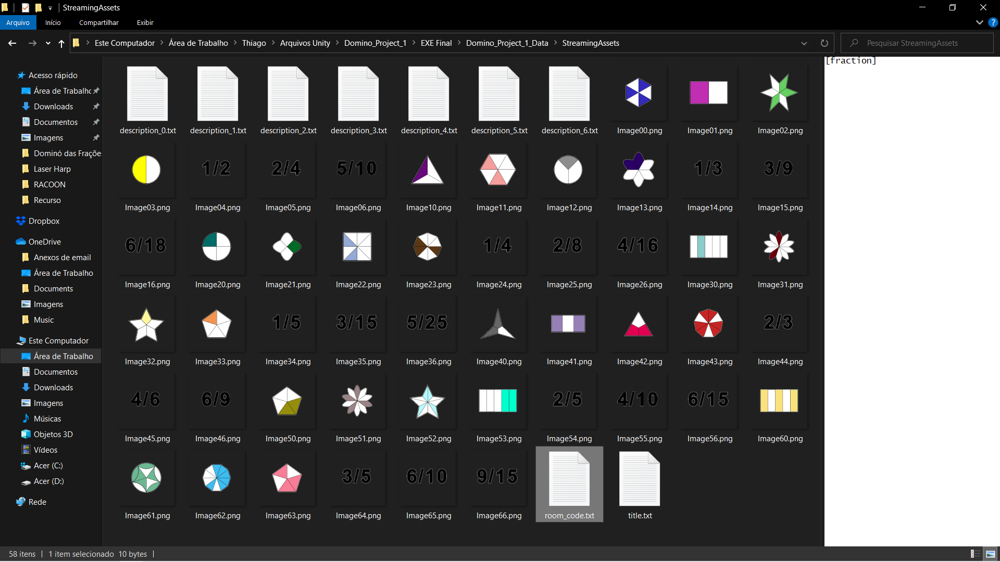 StreamingAssets
Arquivo Início Compartilhar Exibir
Este Computador Área de Trabalho Thiago Arquivos Unity Domino_Project_1 EXE Final Domino_Project_1_Data StreamingAssets
Pesquisar StreamingAssets
Acesso rápido
Área de Trabalho
Downloads
Documentos
Imagens
Dominó das Fraçõe
Laser Harp
RACOON
Recurso
Dropbox
OneDrive
Anexos de email
Área de Trabalho
Documents
Imagens
Music
Este Computador
Área de Trabalho
Documentos
Downloads
Imagens
Músicas
Objetos 3D
Vídeos
Acer (C:)
Acer (D:)
Rede
description_0.txt description_1.txt description_2.txt description_3.txt description_4.txt description_5.txt description_6.txt Image00.png Image01.png Image02.png
1/2 2/4 5/10 1/3 3/9
Image03.png Image04.png Image05.png Image06.png Image10.png Image11.png Image12.png Image13.png Image14.png Image15.png
6/18 1/4 2/8 4/16
Image16.png Image20.png Image21.png Image22.png Image23.png Image24.png Image25.png Image26.png Image30.png Image31.png
1/5 3/15 5/25 2/3
Image32.png Image33.png Image34.png Image35.png Image36.png Image40.png Image41.png Image42.png Image43.png Image44.png
4/6 6/9 2/5 4/10 6/15
Image45.png Image46.png Image50.png Image51.png Image52.png Image53.png Image54.png Image55.png Image56.png Image60.png
3/5 6/10 9/15
Image61.png Image62.png Image63.png Image64.png Image65.png Image66.png room_code.txt title.txt
[fraction]
58 itens 1 item selecionado 10 bytes